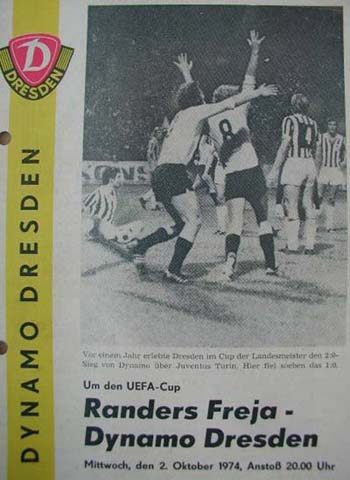 D
DRESDEN
DYNAMO DRESDEN
8
4
Vor einem Jahr erlebte Dresden im Cup der Landesmeister den 2:0-
Sieg von Dynamo über Juventus Turin. Hier fiel soeben das 1:0.
Um den UEFA-Cup
Randers Freja -
Dynamo Dresden
Mittwoch, den 2. Oktober 1974, Anstoß 20.00 Uhr